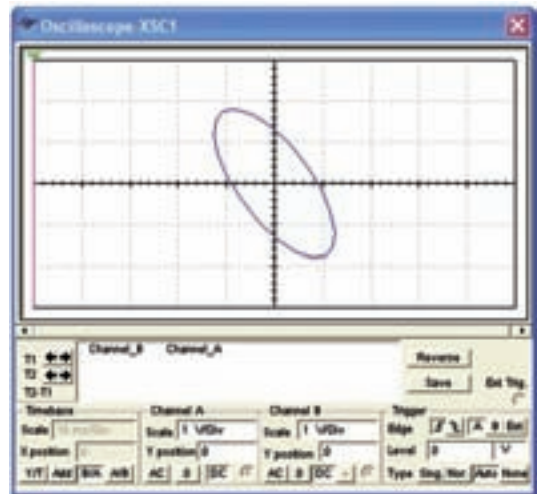 Oscilloscope-XSC1
T1
T2
T2-T1
Channel_B Channel_A
Reverse
Save
Ext Trig.
Timebase
Scale
X position
Y/T Add B/A A/B
Channel A
Scale 1 V/Div
Y position 0
AC 0 DC
Channel B
Scale 1 V/Div
Y position 0
AC 0 DC -
Trigger
Edge A B Ext
Level 0 V
Type Sing. Nor. Auto None